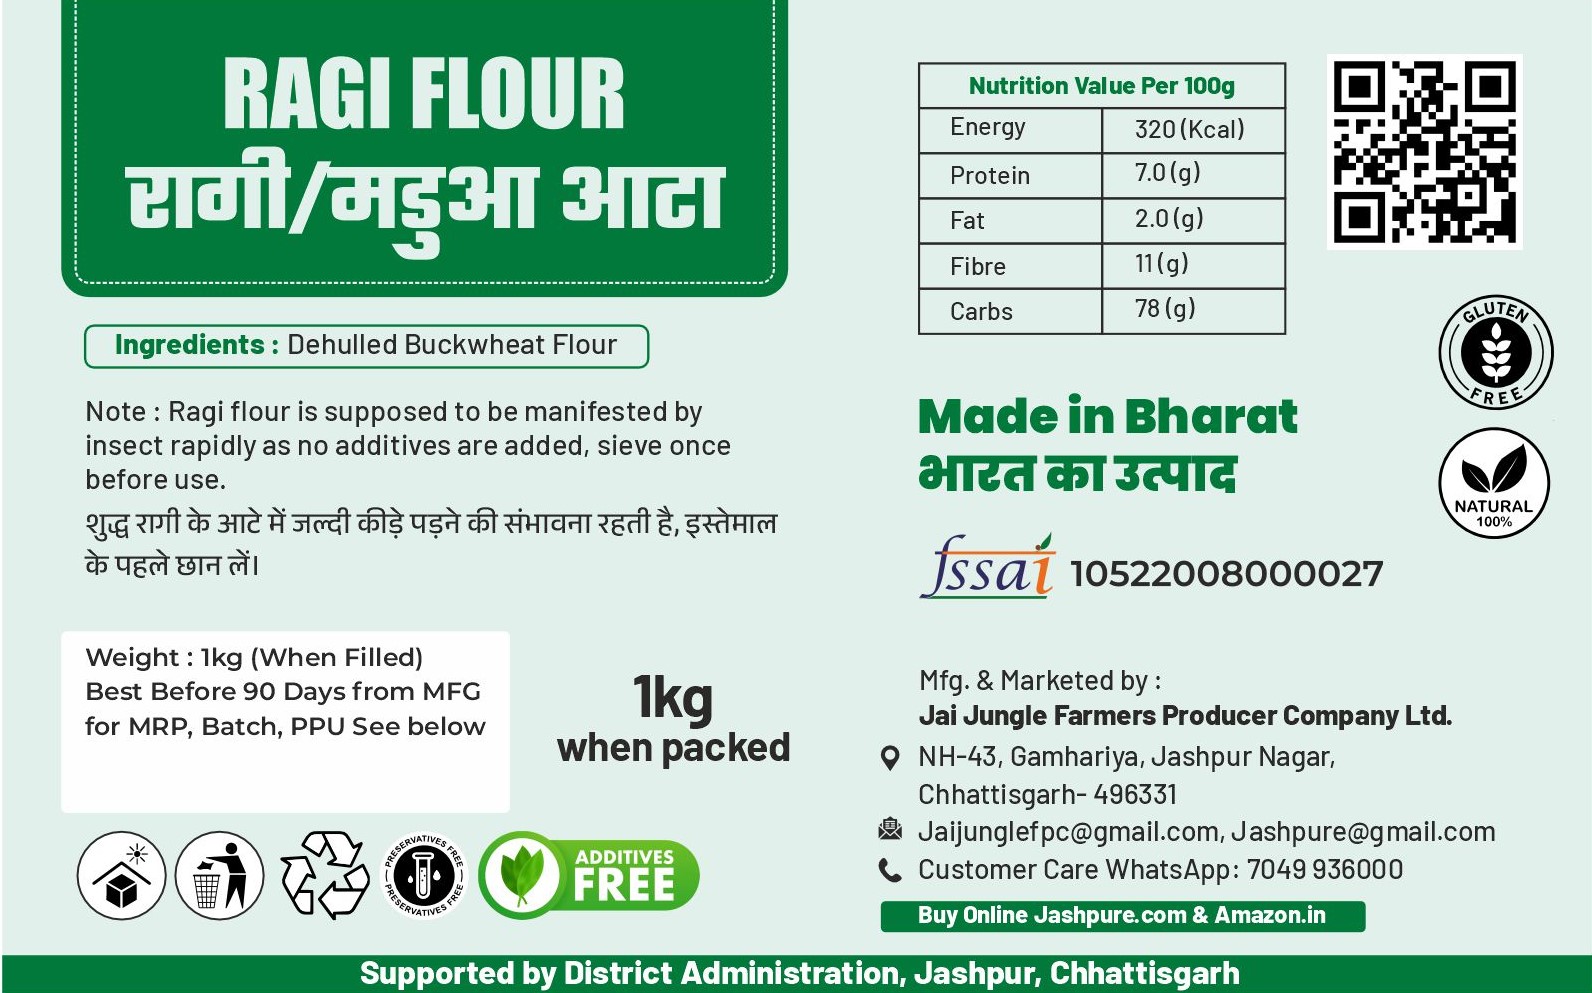 RAGI FLOUR
रागी/मडुआ आटा
Ingredients : Dehulled Buckwheat Flour
Note : Ragi flour is supposed to be manifested by
insect rapidly as no additives are added, sieve once
before use.
शुद्ध रागी के आटे में जल्दी कीड़े पड़ने की संभावना रहती है, इस्तेमाल
के पहले छान लें।
Weight : 1kg (When Filled)
Best Before 90 Days from MFG
for MRP, Batch, PPU See below
1kg
when packed
PRESERVATIVES FREE
PRESERVATIVES FREE
ADDITIVES
FREE
Nutrition Value Per 100g
Energy 320 (Kcal)
Protein 7.0 (g)
Fat 2.0 (g)
Fibre 11 (g)
Carbs 78 (g)
GLUTEN
FREE
Made in Bharat
भारत का उत्पाद
NATURAL
100%
fssai 10522008000027
Mfg. & Marketed by :
Jai Jungle Farmers Producer Company Ltd.
NH-43, Gamhariya, Jashpur Nagar,
Chhattisgarh- 496331
Jaijunglefpc@gmail.com, Jashpure@gmail.com
Customer Care WhatsApp: 7049 936000
Buy Online Jashpure.com & Amazon.in
Supported by District Administration, Jashpur, Chhattisgarh